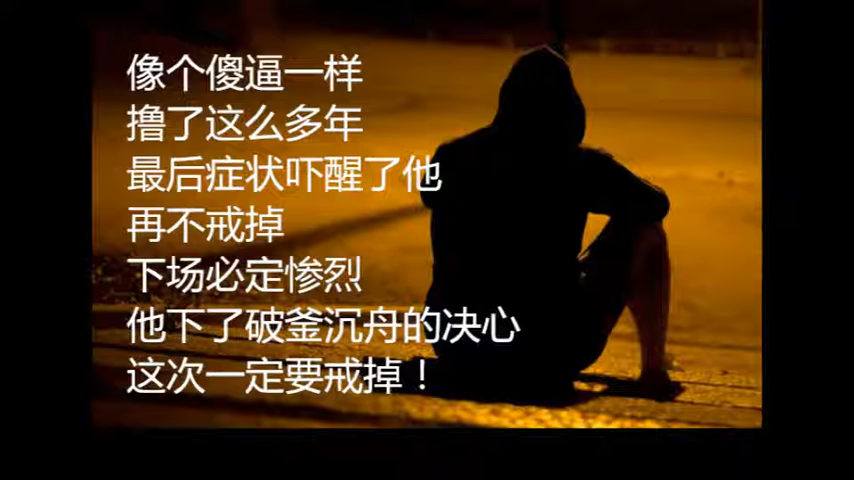 像个傻逼一样
撸了这么多年
最后症状吓醒了他
再不戒掉
下场必定惨烈
他下了破釜沉舟的决心
这次一定要戒掉！